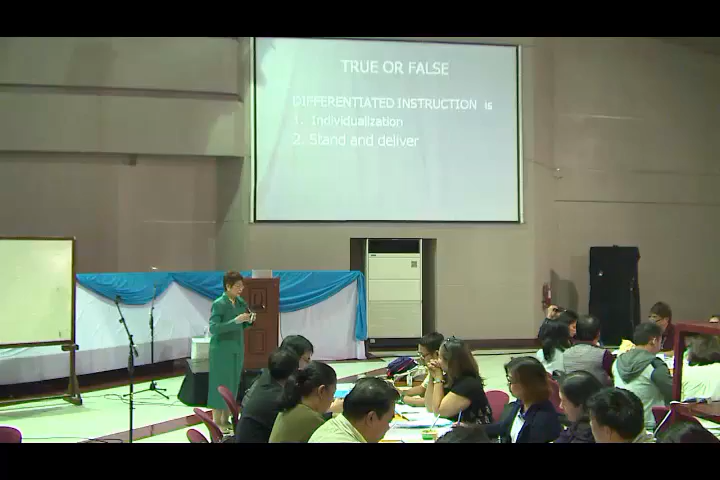 TRUE OR FALSE
DIFFERENTIATED INSTRUCTION is
1. Individualization
2. Stand and deliver